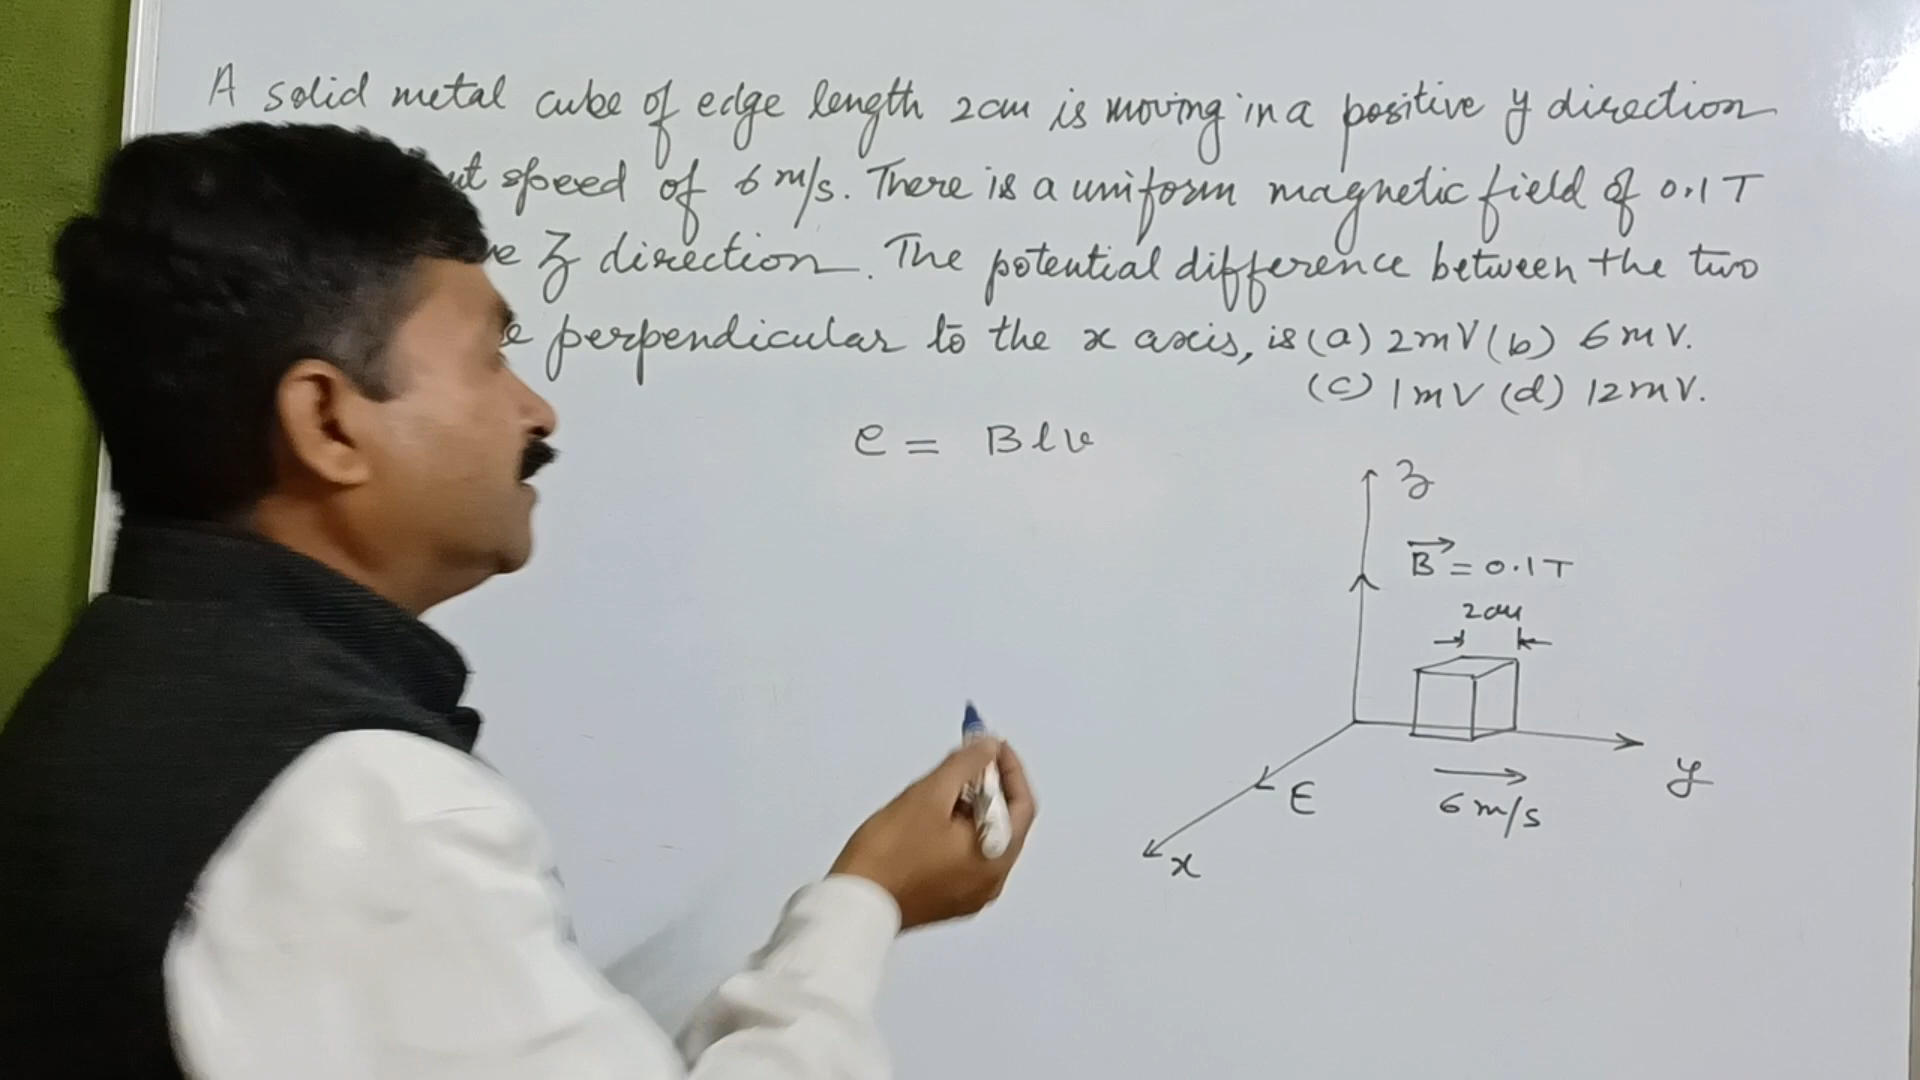 A solid metal cube of edge length 2cm is moving in a positive y direction
speed of 6 m/s. There is a uniform magnetic field of 0.1 T
z direction. The potential difference between the two
perpendicular to the x axis, is (a) 2mV (b) 6mV.
(c) 1mV (d) 12mV.
e = Blv
z
B = 0.1T
2cm
y
6 m/s
E
x